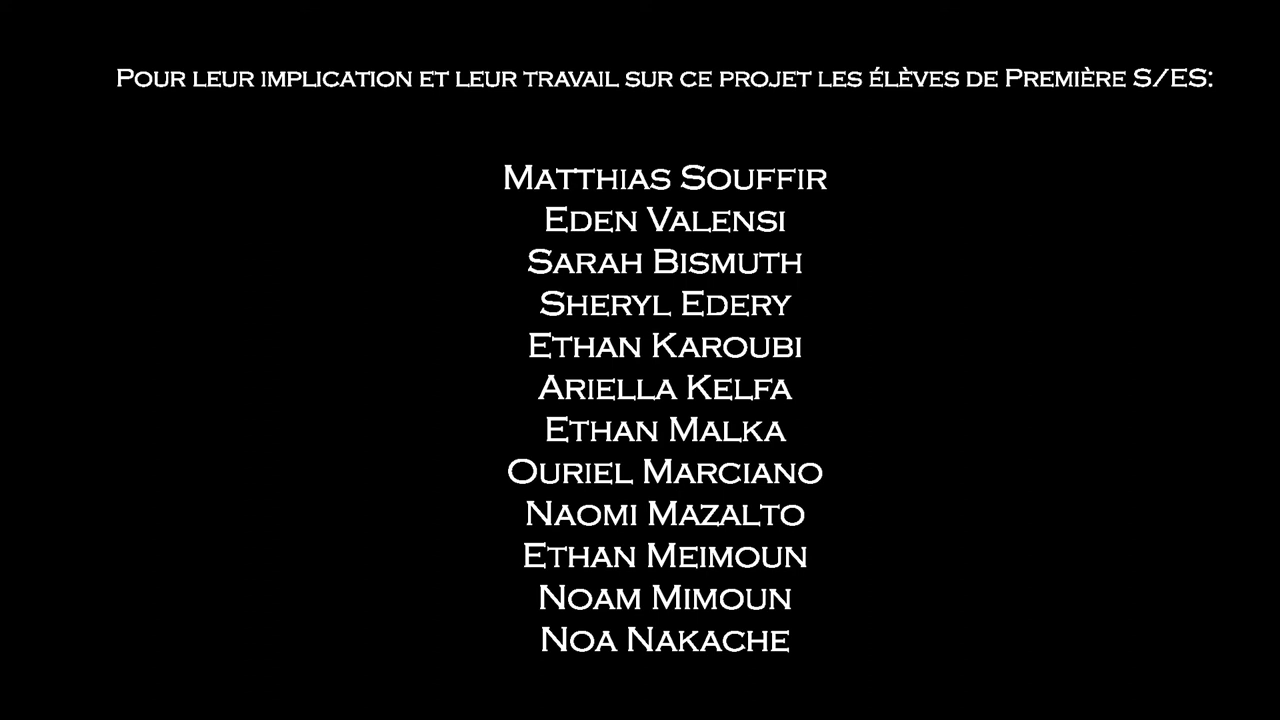 Pour leur implication et leur travail sur ce projet les élèves de Première S/ES:
Matthias Souffir
Eden Valensi
Sarah Bismuth
Sheryl Edery
Ethan Karoubi
Ariella Kelfa
Ethan Malka
Ouriel Marciano
Naomi Mazalto
Ethan Meimoun
Noam Mimoun
Noa Nakache